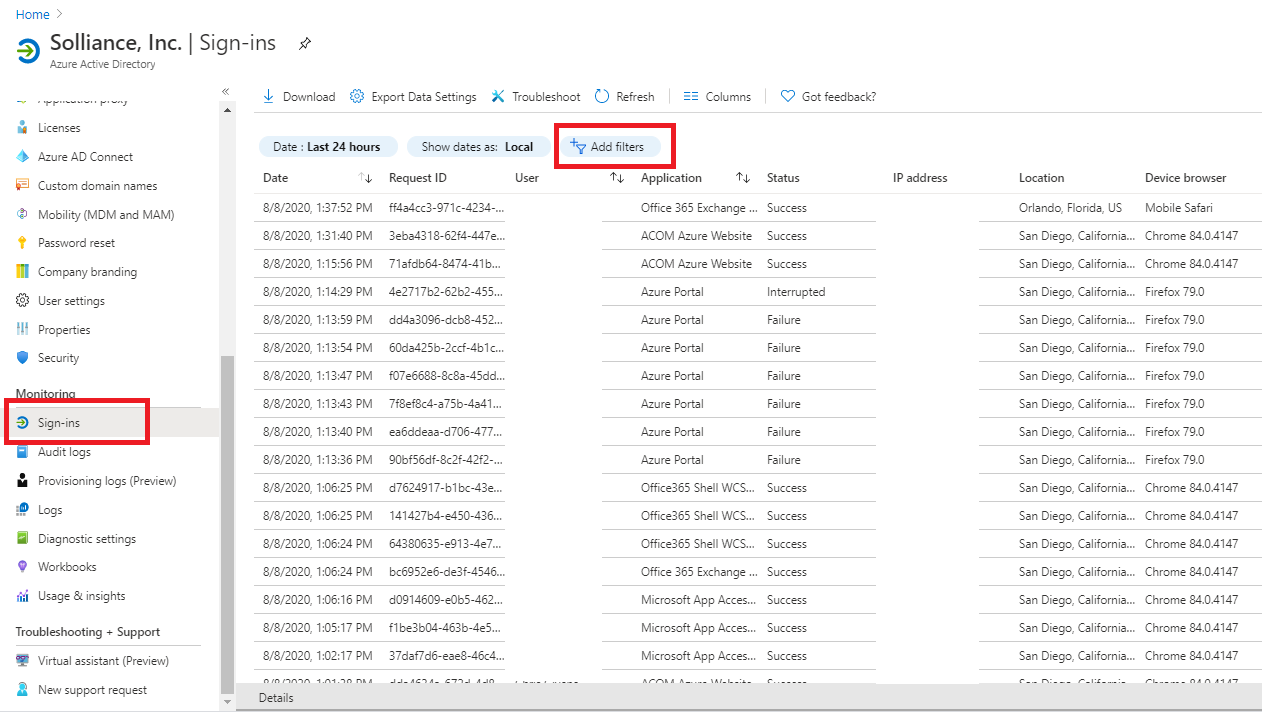 Home
Solliance, Inc. | Sign-ins
Azure Active Directory
Application proxy
Licenses
Azure AD Connect
Custom domain names
Mobility (MDM and MAM)
Password reset
Company branding
User settings
Properties
Security
Monitoring
Sign-ins
Audit logs
Provisioning logs (Preview)
Logs
Diagnostic settings
Workbooks
Usage & insights
Troubleshooting + Support
Virtual assistant (Preview)
New support request
Download Export Data Settings Troubleshoot Refresh Columns Got feedback?
Date : Last 24 hours Show dates as: Local Add filters
Date Request ID User Application Status IP address Location Device browser
8/8/2020, 1:37:52 PM ff4a4cc3-971c-4234-... Office 365 Exchange ... Success Orlando, Florida, US Mobile Safari
8/8/2020, 1:31:40 PM 3eba4318-62f4-447e... ACOM Azure Website Success San Diego, California... Chrome 84.0.4147
8/8/2020, 1:15:56 PM 71afdb64-8474-41b... ACOM Azure Website Success San Diego, California... Chrome 84.0.4147
8/8/2020, 1:14:29 PM 4e2717b2-62b2-455... Azure Portal Interrupted San Diego, California... Firefox 79.0
8/8/2020, 1:13:59 PM dd4a3096-dcb8-452... Azure Portal Failure San Diego, California... Firefox 79.0
8/8/2020, 1:13:54 PM 60da425b-2ccf-4b1c... Azure Portal Failure San Diego, California... Firefox 79.0
8/8/2020, 1:13:47 PM f07e6688-8c8a-45dd... Azure Portal Failure San Diego, California... Firefox 79.0
8/8/2020, 1:13:43 PM 7f8ef8c4-a75b-4a41... Azure Portal Failure San Diego, California... Firefox 79.0
8/8/2020, 1:13:40 PM ea6ddeaa-d706-477... Azure Portal Failure San Diego, California... Firefox 79.0
8/8/2020, 1:13:36 PM 90bf56df-8c2f-42f2-... Azure Portal Failure San Diego, California... Firefox 79.0
8/8/2020, 1:06:25 PM d7624917-b1bc-43e... Office365 Shell WCS... Success San Diego, California... Chrome 84.0.4147
8/8/2020, 1:06:25 PM 141427b4-e450-436... Office365 Shell WCS... Success San Diego, California... Chrome 84.0.4147
8/8/2020, 1:06:24 PM 64380635-e913-4e7... Office365 Shell WCS... Success San Diego, California... Chrome 84.0.4147
8/8/2020, 1:06:24 PM bc6952e6-de3f-4546... Office 365 Exchange ... Success San Diego, California... Chrome 84.0.4147
8/8/2020, 1:06:16 PM d0914609-e0b5-462... Microsoft App Acces... Success San Diego, California... Chrome 84.0.4147
8/8/2020, 1:05:17 PM f1be3b04-463b-4e5... Microsoft App Acces... Success San Diego, California... Chrome 84.0.4147
8/8/2020, 1:02:17 PM 37daf7d6-eae8-46c4... Microsoft App Acces... Success San Diego, California... Chrome 84.0.4147
8/8/2020, 1:01:38 PM ACOM Azure Website Success San Diego, California... Chrome 84.0.4147
Details